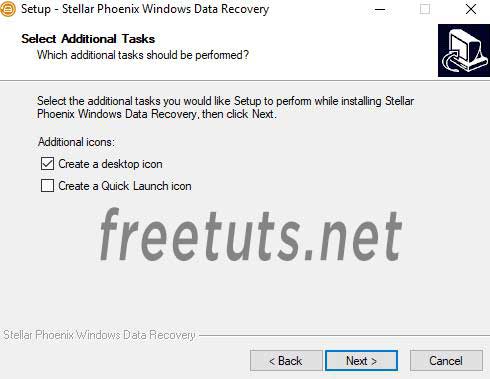 Setup - Stellar Phoenix Windows Data Recovery
Select Additional Tasks
Which additional tasks should be performed?
Select the additional tasks you would like Setup to perform while installing Stellar
Phoenix Windows Data Recovery, then click Next.
Additional icons:
Create a desktop icon
Create a Quick Launch icon
freetuts.net
Stellar Phoenix Windows Data Recovery
< Back
Next >
Cancel